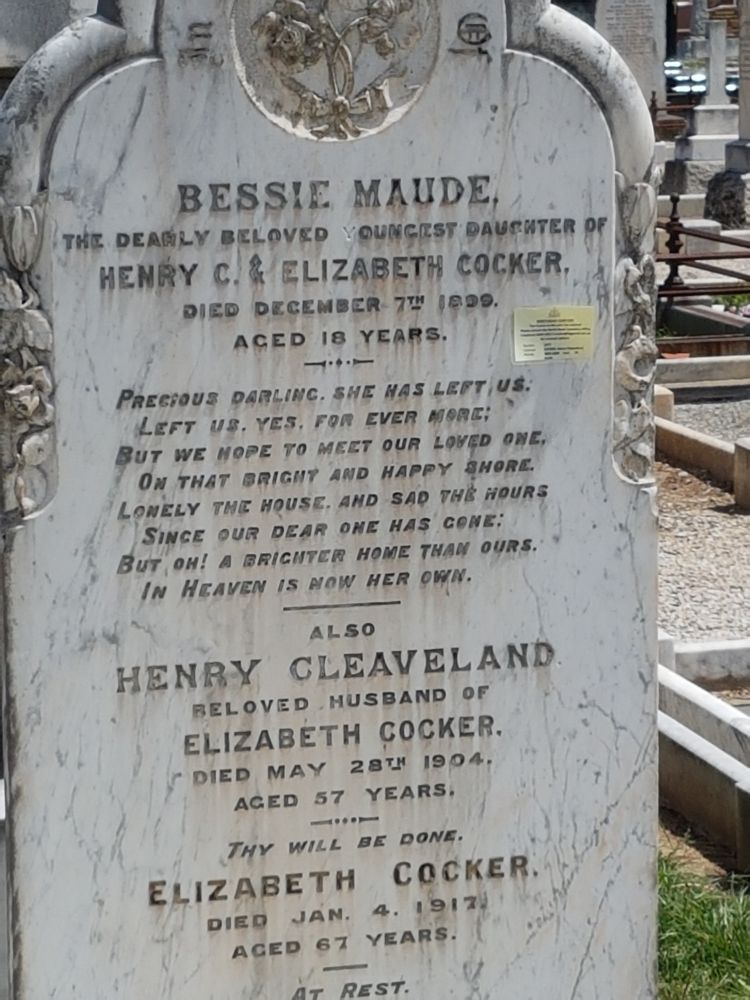 In
BESSIE MAUDE.
THE DEARLY BELOVED YOUNGEST DAUGHTER OF
HENRY C. & ELIZABETH COCKER,
DIED DECEMBER 7TH 1899.
AGED 18 YEARS.
PRECIOUS DARLING, SHE HAS LEFT US,
LEFT US, YES, FOR EVER MORE;
BUT WE HOPE TO MEET OUR LOVED ONE,
ON THAT BRIGHT AND HAPPY SHORE.
LONELY THE HOUSE, AND SAD THE HOURS
SINCE OUR DEAR ONE HAS GONE;
BUT, OH! A BRIGHTER HOME THAN OURS,
IN HEAVEN IS NOW HER OWN.
ALSO
HENRY CLEAVELAND
BELOVED HUSBAND OF
ELIZABETH COCKER,
DIED MAY 28TH 1904,
AGED 57 YEARS.
THY WILL BE DONE.
ELIZABETH COCKER.
DIED JAN. 4. 1917.
AGED 67 YEARS.
AT REST.